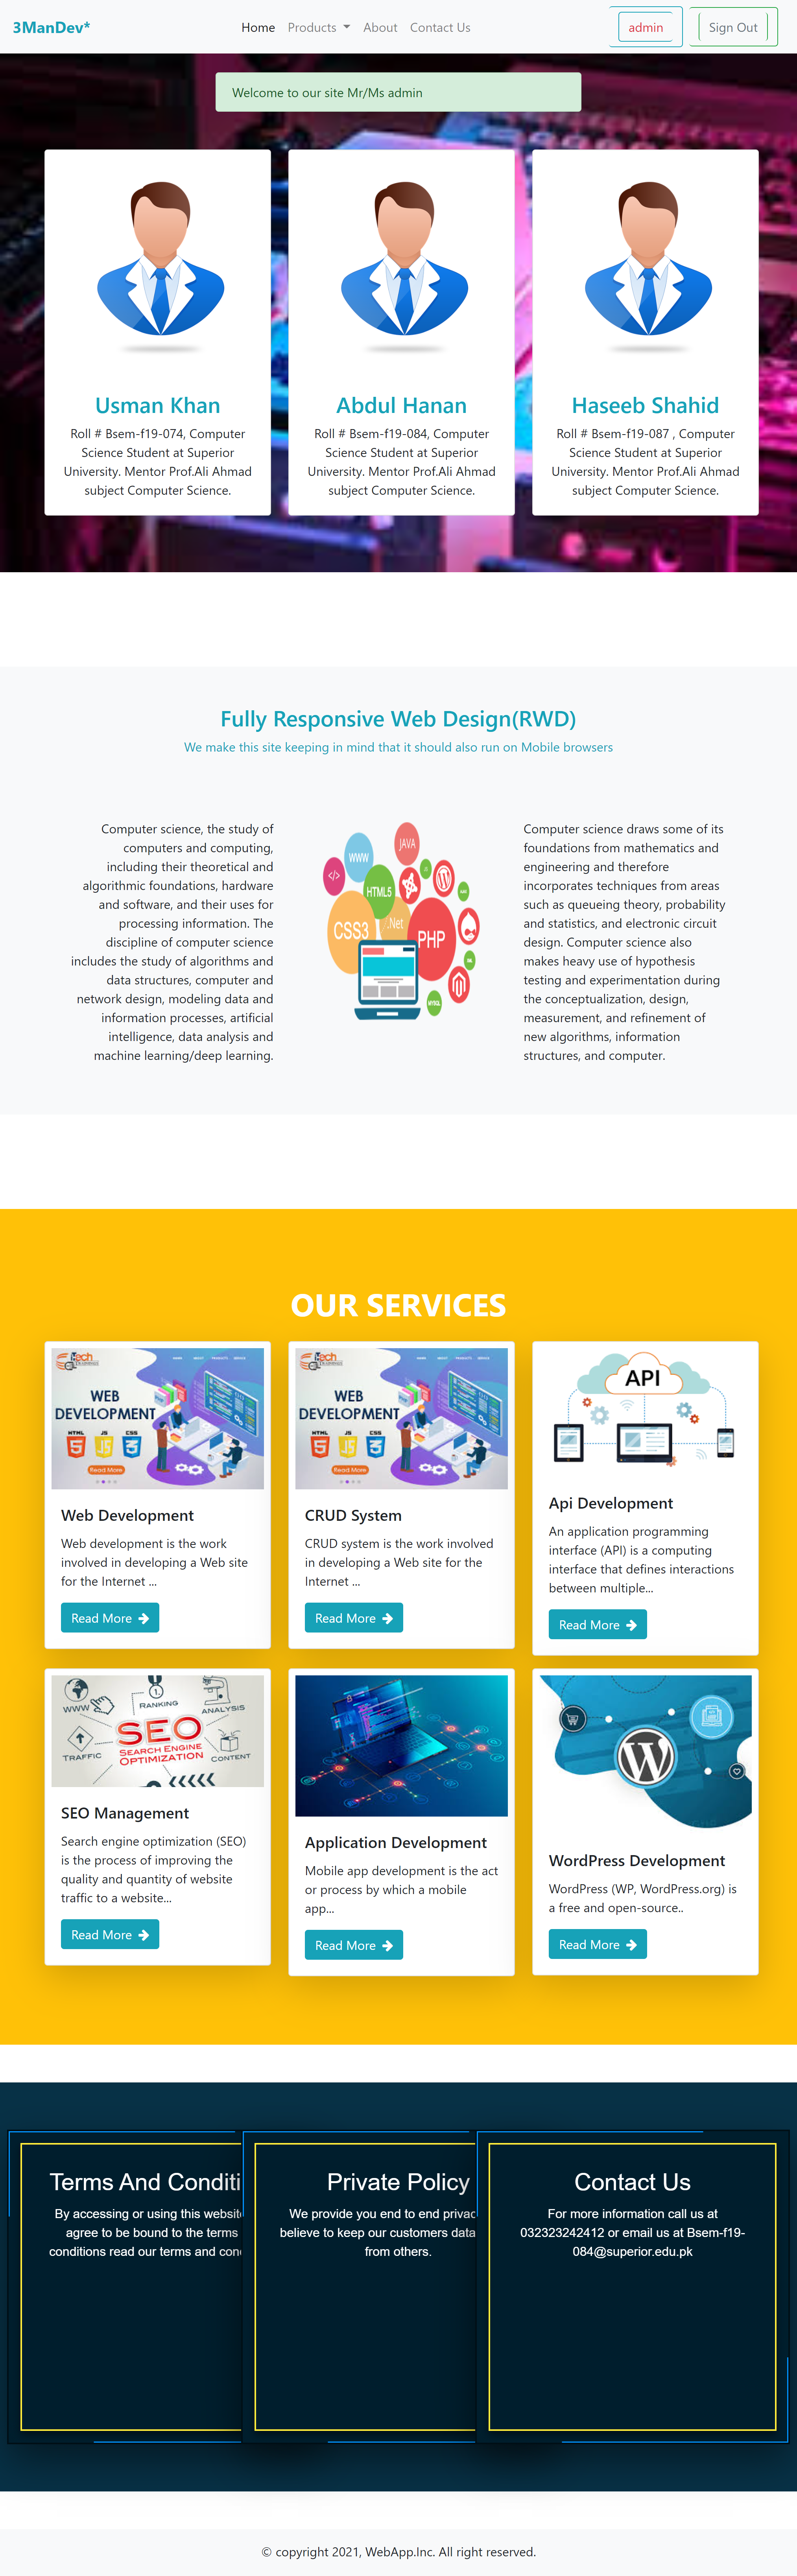 3ManDev*
Home Products About Contact Us
admin
Sign Out
Welcome to our site Mr/Ms admin
Usman Khan
Roll # Bsem-f19-074, Computer
Science Student at Superior
University. Mentor Prof.Ali Ahmad
subject Computer Science.
Abdul Hanan
Roll # Bsem-f19-084, Computer
Science Student at Superior
University. Mentor Prof.Ali Ahmad
subject Computer Science.
Haseeb Shahid
Roll # Bsem-f19-087 , Computer
Science Student at Superior
University. Mentor Prof.Ali Ahmad
subject Computer Science.
Fully Responsive Web Design(RWD)
We make this site keeping in mind that it should also run on Mobile browsers
Computer science, the study of
computers and computing,
including their theoretical and
algorithmic foundations, hardware
and software, and their uses for
processing information. The
discipline of computer science
includes the study of algorithms and
data structures, computer and
network design, modeling data and
information processes, artificial
intelligence, data analysis and
machine learning/deep learning.
JAVA
WWW
</>
HTML5
CSS3
.Net
PHP
MYSQL
Computer science draws some of its
foundations from mathematics and
engineering and therefore
incorporates techniques from areas
such as queueing theory, probability
and statistics, and electronic circuit
design. Computer science also
makes heavy use of hypothesis
testing and experimentation during
the conceptualization, design,
measurement, and refinement of
new algorithms, information
structures, and computer.
OUR SERVICES
WEB
DEVELOPMENT
HTML JS CSS
Read More
Web Development
Web development is the work
involved in developing a Web site
for the Internet ...
Read More
WEB
DEVELOPMENT
HTML JS CSS
Read More
CRUD System
CRUD system is the work involved
in developing a Web site for the
Internet ...
Read More
API
Api Development
An application programming
interface (API) is a computing
interface that defines interactions
between multiple...
Read More
WWW
RANKING
ANALYSIS
SEO
SEARCH ENGINE
OPTIMIZATION
TRAFFIC
CONTENT
SEO Management
Search engine optimization (SEO)
is the process of improving the
quality and quantity of website
traffic to a website...
Read More
Application Development
Mobile app development is the act
or process by which a mobile
app...
Read More
W
WordPress Development
WordPress (WP, WordPress.org) is
a free and open-source..
Read More
Terms And Conditi
By accessing or using this website
agree to be bound to the terms
conditions read our terms and con
Private Policy
We provide you end to end privac
believe to keep our customers data
from others.
Contact Us
For more information call us at
032323242412 or email us at Bsem-f19-
084@superior.edu.pk
© copyright 2021, WebApp.Inc. All right reserved.